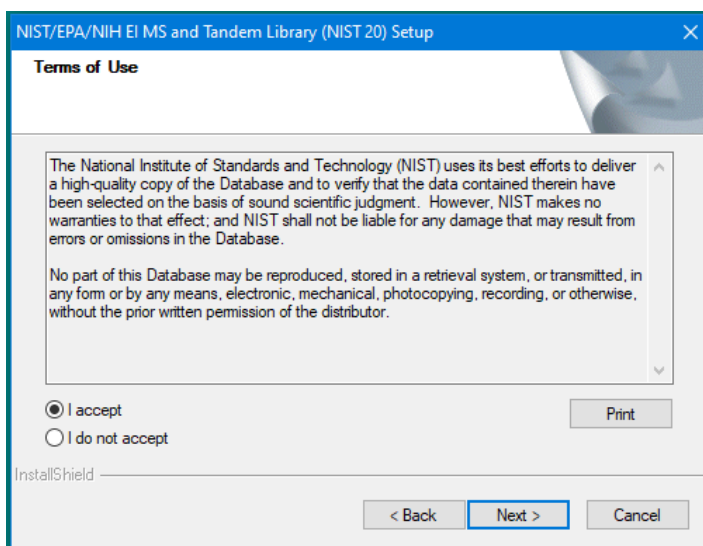 NIST/EPA/NIH EI MS and Tandem Library (NIST 20) Setup
Terms of Use
The National Institute of Standards and Technology (NIST) uses its best efforts to deliver
a high-quality copy of the Database and to verify that the data contained therein have
been selected on the basis of sound scientific judgment.  However, NIST makes no
warranties to that effect; and NIST shall not be liable for any damage that may result from
errors or omissions in the Database.
No part of this Database may be reproduced, stored in a retrieval system, or transmitted, in
any form or by any means, electronic, mechanical, photocopying, recording, or otherwise,
without the prior written permission of the distributor.
I accept
Print
I do not accept
InstallShield
< Back
Next >
Cancel